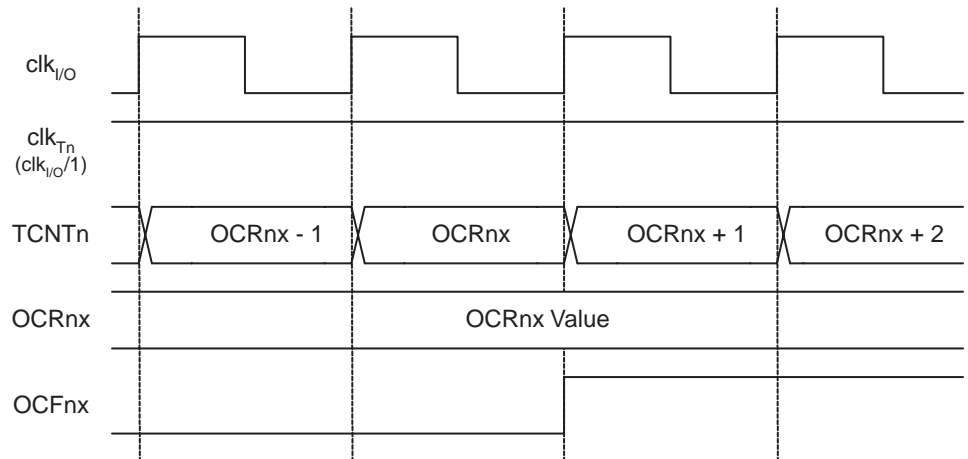 clkI/O
clkTn
(clkI/O/1)
TCNTn OCRnx - 1 OCRnx OCRnx + 1 OCRnx + 2
OCRnx OCRnx Value
OCFnx